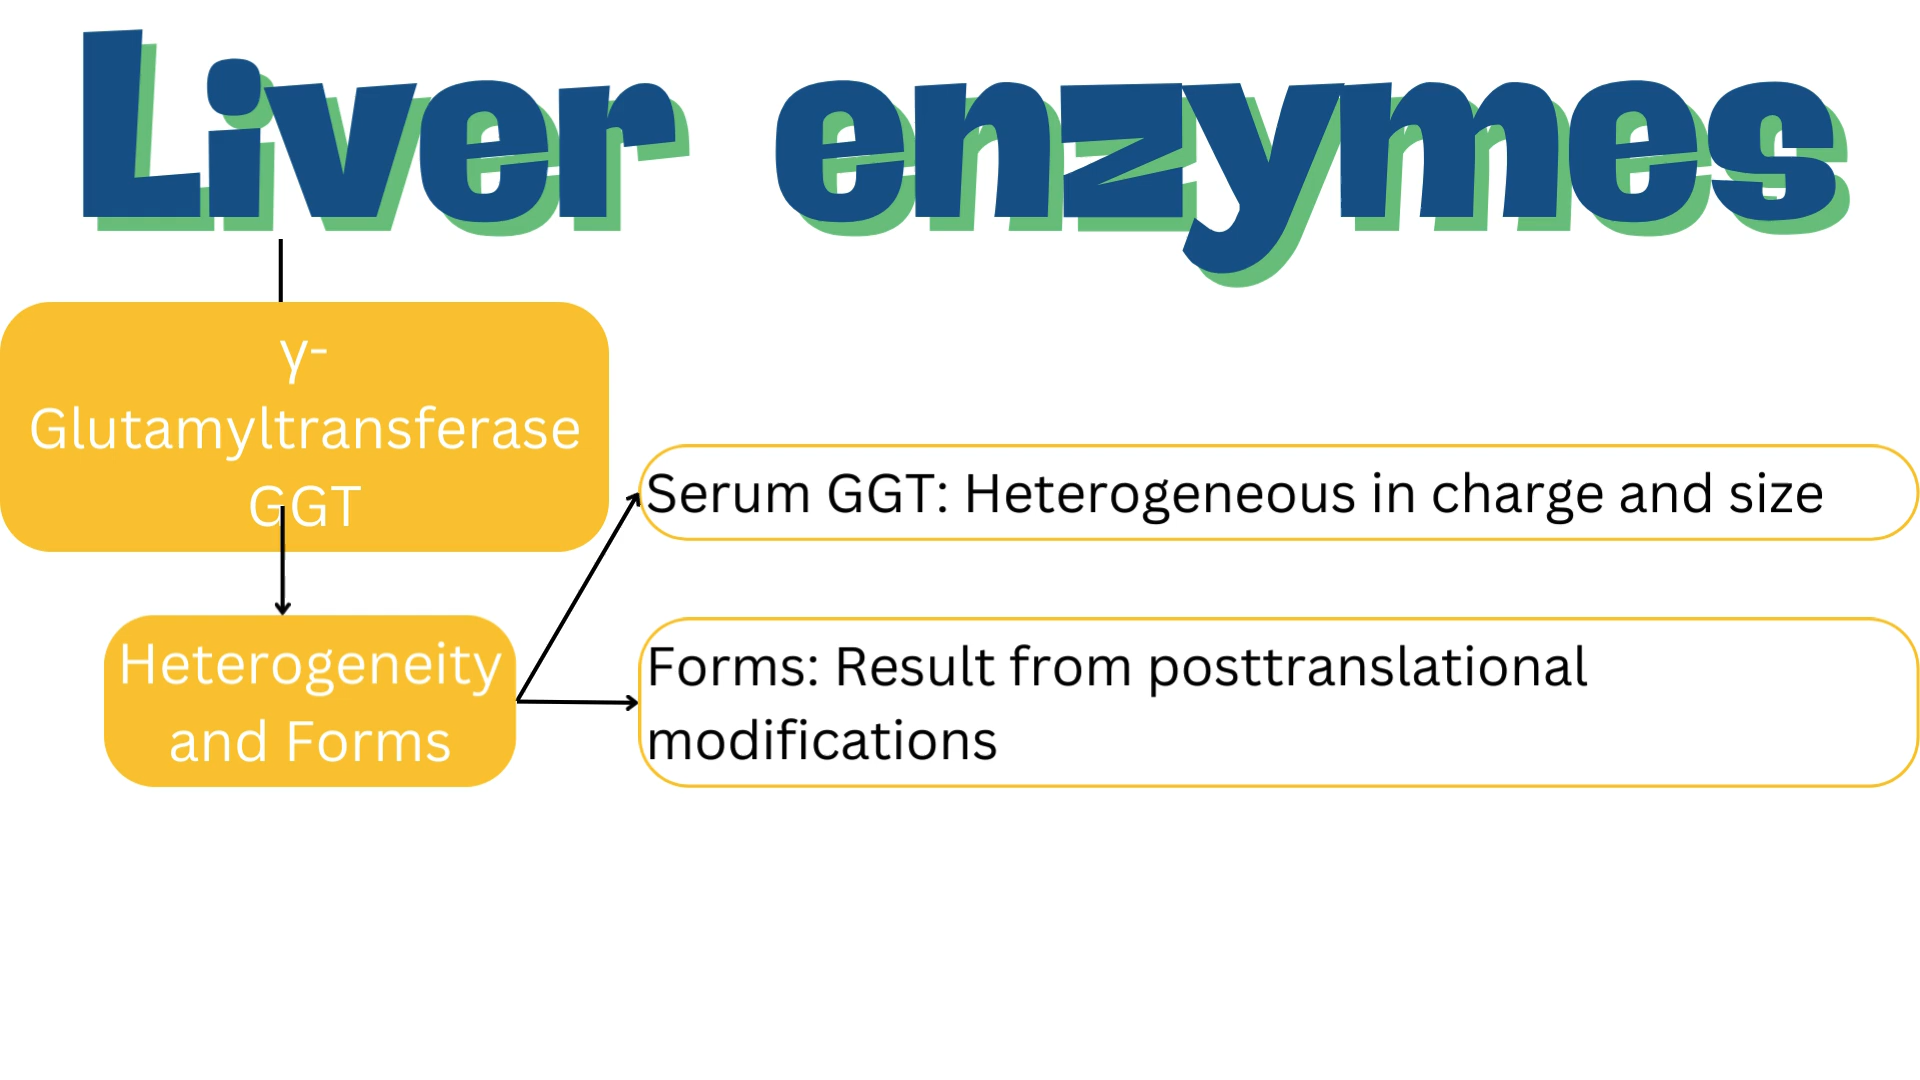 Liver enzymes
γ-
Glutamyltransferase
GGT
Serum GGT: Heterogeneous in charge and size
Heterogeneity
and Forms
Forms: Result from posttranslational
modifications